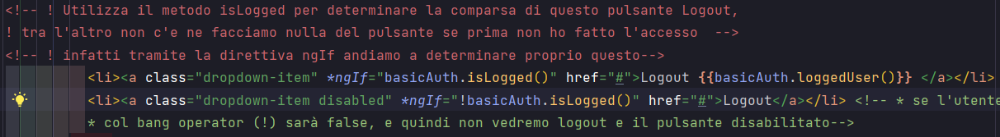 <!-- ! Utilizza il metodo isLogged per determinare la comparsa di questo pulsante Logout,
! tra l'altro non c'e ne facciamo nulla del pulsante se prima non ho fatto l'accesso  -->
<!-- ! infatti tramite la direttiva ngIf andiamo a determinare proprio questo-->
<li><a class="dropdown-item" *ngIf="basicAuth.isLogged()" href="#">Logout {{basicAuth.loggedUser()}} </a></li>
<li><a class="dropdown-item disabled" *ngIf="!basicAuth.isLogged()" href="#">Logout</a></li> <!-- * se l'utente
* col bang operator (!) sarà false, e quindi non vedremo logout e il pulsante disabilitato-->